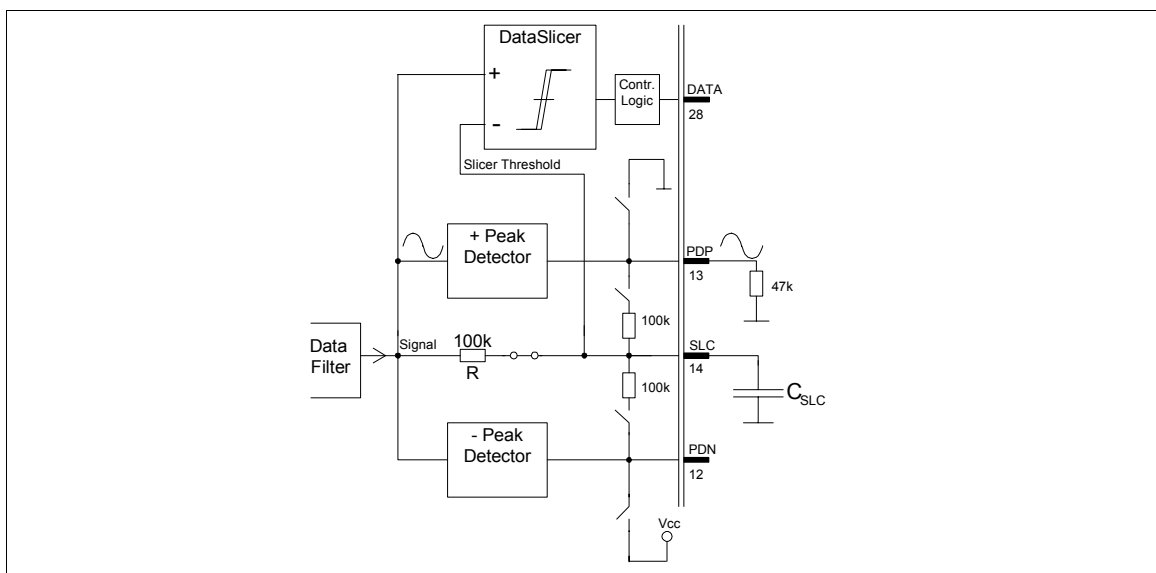 DataSlicer
+
-
Contr.
Logic
DATA
28
Slicer Threshold
+ Peak
Detector
PDP
13
47k
100k
Data
Filter
Signal
100k
R
SLC
14
100k
CSLC
- Peak
Detector
PDN
12
Vcc